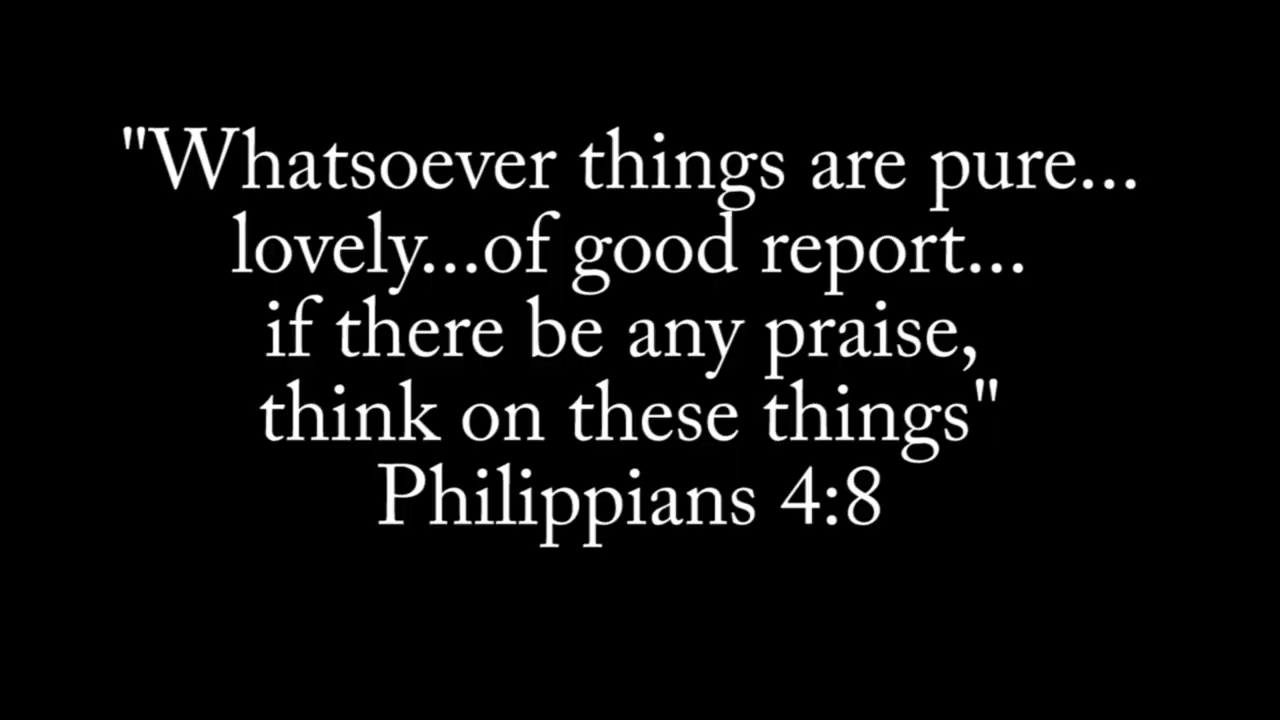 "Whatsoever things are pure...
lovely...of good report...
if there be any praise,
think on these things"
Philippians 4:8